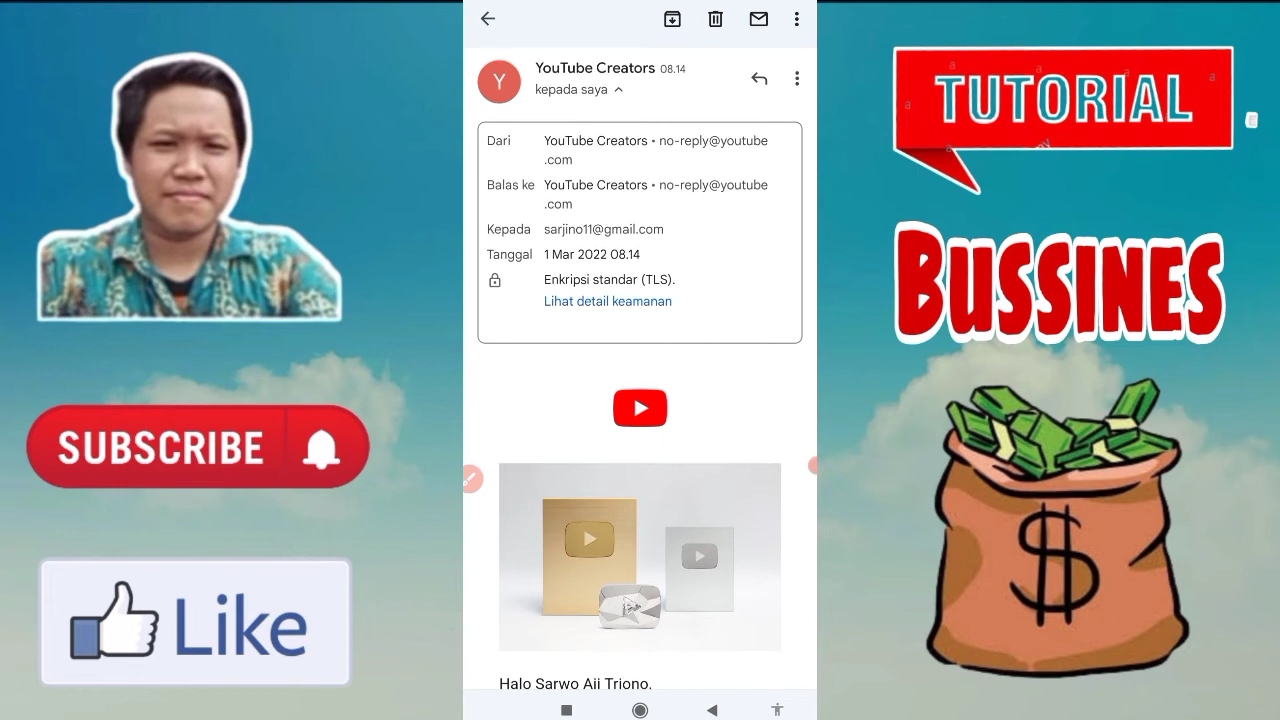 SUBSCRIBE
Like
YouTube Creators 08.14
Y
kepada saya
Dari YouTube Creators • no-reply@youtube
.com
Balas ke YouTube Creators • no-reply@youtube
.com
Kepada sarjino11@gmail.com
Tanggal 1 Mar 2022 08.14
Enkripsi standar (TLS).
Lihat detail keamanan
Halo Sarwo Aji Triono,
TUTORIAL
BUSSINES
$